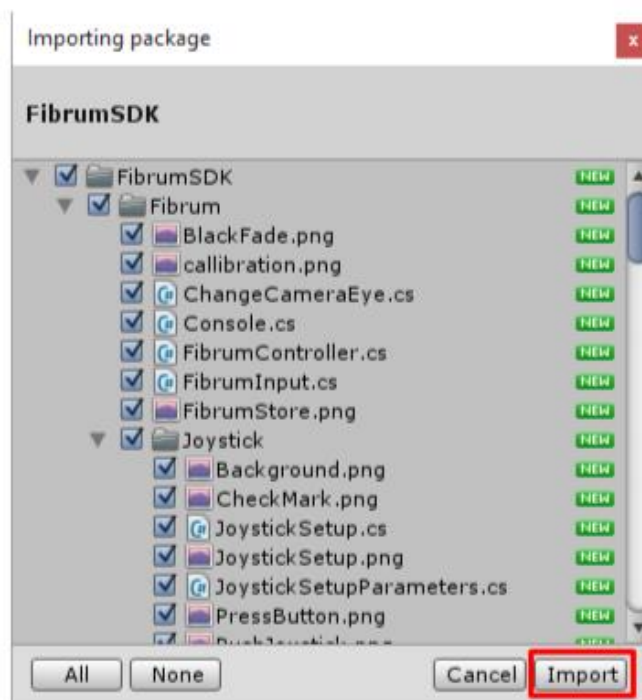 Importing package
x
FibrumSDK
FibrumSDK NEW
Fibrum NEW
BlackFade.png NEW
callibration.png NEW
ChangeCameraEye.cs NEW
Console.cs NEW
FibrumController.cs NEW
FibrumInput.cs NEW
FibrumStore.png NEW
Joystick NEW
Background.png NEW
CheckMark.png NEW
JoystickSetup.cs NEW
JoystickSetup.png NEW
JoystickSetupParameters.cs NEW
PressButton.png NEW
All None Cancel Import